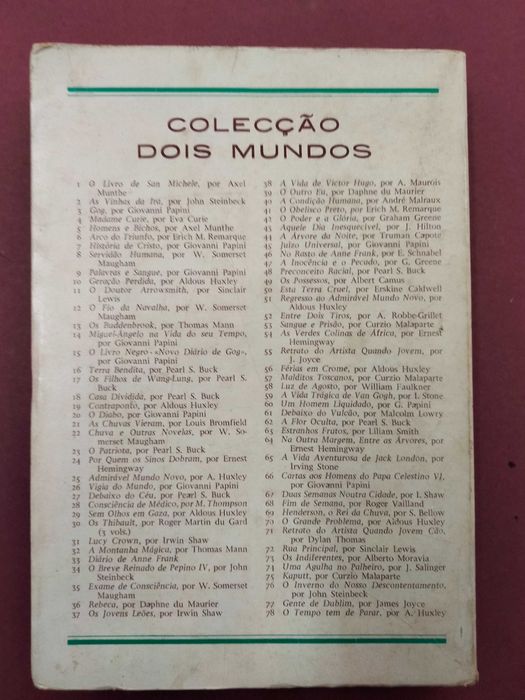 COLECÇÃO
DOIS MUNDOS
1 O Livro de San Michele, por Axel
Munthe
2 As Vinhas da Ira, por John Steinbeck
3 Gog, por Giovanni Papini
4 Madame Curie, por Eva Curie
5 Homens e Bichos, por Axel Munthe
6 Arco do Triunfo, por Erich M. Remarque
7 História de Cristo, por Giovanni Papini
8 Servidão Humana, por W. Somerset
Maugham
9 Palavras e Sangue, por Giovanni Papini
10 Geração Perdida, por Aldous Huxley
11 O Doutor Arrowsmith, por Sinclair
Lewis
12 O Fio da Navalha, por W. Somerset
Maugham
13 Os Buddenbrook, por Thomas Mann
14 Miguel-Ângelo na Vida do seu Tempo,
por Giovanni Papini
15 O Livro Negro-«Novo Diário de Gog»,
por Giovanni Papini
16 Terra Bendita, por Pearl S. Buck
17 Os Filhos de Wang-Lung, por Pearl S.
Buck
18 Casa Dividida, por Pearl S. Buck
19 Contraponto, por Aldous Huxley
20 O Diabo, por Giovanni Papini
21 As Chuvas Vieram, por Louis Bromfield
22 Chuva e Outras Novelas, por W. So-
merset Maugham
23 O Patriota, por Pearl S. Buck
24 Por Quem os Sinos Dobram, por Ernest
Hemingway
25 Admirável Mundo Novo, por A. Huxley
26 Vigia do Mundo, por Giovanni Papini
27 Debaixo do Céu, por Pearl S. Buck
28 Consciência de Médico, por M. Thompson
29 Sem Olhos em Gaza, por Aldous Huxley
30 Os Thibault, por Roger Martin du Gard
(3 vols.)
31 Lucy Crown, por Irwin Shaw
32 A Montanha Mágica, por Thomas Mann
33 Diário de Anne Frank
34 O Breve Reinado de Pepino IV, por John
Steinbeck
35 Exame de Consciência, por W. Somerset
Maugham
36 Rebeca, por Daphne du Maurier
37 Os Jovens Leões, por Irwin Shaw
38 A Vida de Victor Hugo, por A. Maurois
39 O Outro Eu, por Daphne du Maurier
40 A Condição Humana, por André Malraux
41 O Obelisco Preto, por Erich M. Remarque
42 O Poder e a Glória, por Graham Greene
43 Aquele Dia Inesquecível, por J. Hilton
44 A Árvore da Noite, por Truman Capote
45 Juízo Universal, por Giovanni Papini
46 No Rasto de Anne Frank, por E. Schnabel
47 A Inocência e o Pecado, por G. Greene
48 Preconceito Racial, por Pearl S. Buck
49 Os Possessos, por Albert Camus
50 Esta Terra Cruel, por Erskine Caldwell
51 Regresso ao Admirável Mundo Novo, por
Aldous Huxley
52 Entre Dois Tiros, por A. Robbe-Grillet
53 Sangue e Prisão, por Curzio Malaparte
54 As Verdes Colinas de África, por Ernest
Hemingway
55 Retrato do Artista Quando Jovem, por
J. Joyce
56 Férias em Crome, por Aldous Huxley
57 Malditos Toscanos, por Curzio Malaparte
58 Luz de Agosto, por William Faulkner
59 A Vida Trágica de Van Gogh, por I. Stone
60 Um Homem Liquidado, por G. Papini
61 Debaixo do Vulcão, por Malcolm Lowry
62 A Flor Oculta, por Pearl S. Buck
63 Estranhos Frutos, por Lilian Smith
64 Na Outra Margem, Entre as Árvores, por
Ernest Hemingway
65 A Vida Aventurosa de Jack London, por
Irving Stone
66 Cartas aos Homens do Papa Celestino VI,
por Giovanni Papini
67 Duas Semanas Noutra Cidade, por I. Shaw
68 Fim de Semana, por Roger Vailland
69 Henderson, o Rei da Chuva, por S. Bellow
70 O Grande Problema, por Aldous Huxley
71 Retrato do Artista Quando Jovem Cão,
por Dylan Thomas
72 Rua Principal, por Sinclair Lewis
73 Os Indiferentes, por Alberto Moravia
74 Uma Agulha no Palheiro, por J. Salinger
75 Kaputt, por Curzio Malaparte
76 O Inverno do Nosso Descontentamento,
por John Steinbeck
77 Gente de Dublim, por James Joyce
78 O Tempo tem de Parar, por A. Huxley